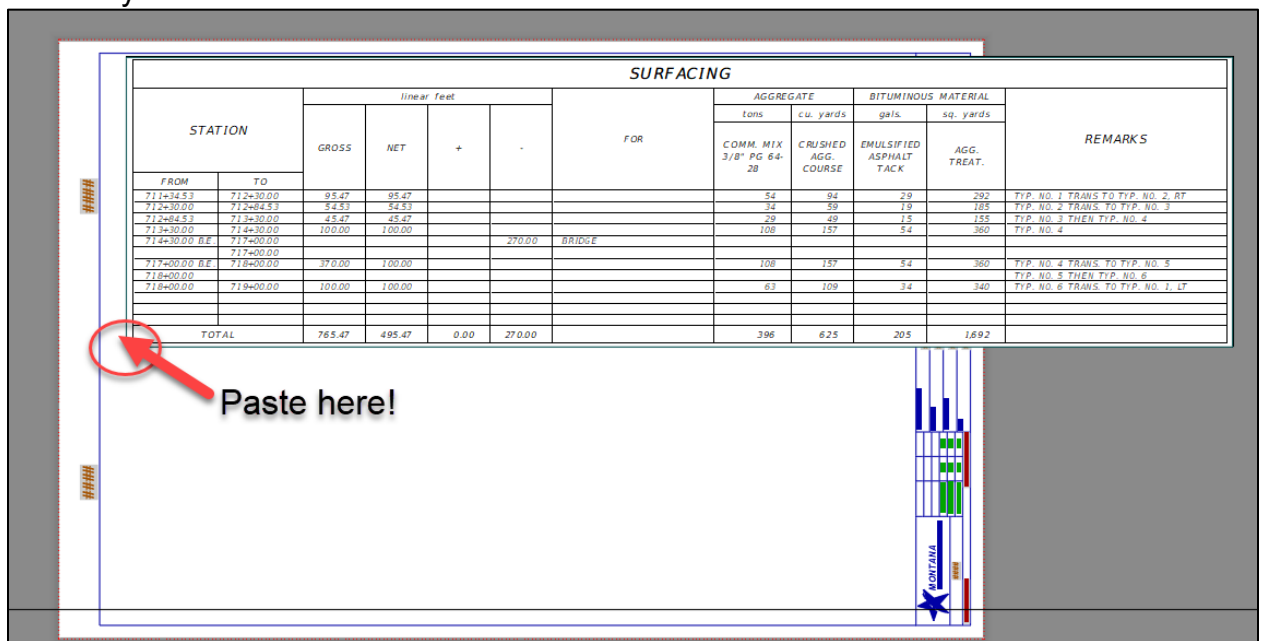 SURFACING
STATION linear feet FOR AGGREGATE BITUMINOUS MATERIAL REMARKS
tons cu. yards gals. sq. yards
GROSS NET + - COMM. MIX 3/8" PG 64-28 CRUSHED AGG. COURSE EMULSIFIED ASPHALT TACK AGG. TREAT.
FROM TO
711+34.53 712+30.00 95.47 95.47 54 94 29 292 TYP. NO. 1 TRANS TO TYP. NO. 2, RT
712+30.00 712+84.53 54.53 54.53 34 59 19 185 TYP. NO. 2 TRANS. TO TYP. NO. 3
712+84.53 713+30.00 45.47 45.47 29 49 15 155 TYP. NO. 3 THEN TYP. NO. 4
713+30.00 714+30.00 100.00 100.00 108 157 54 360 TYP. NO. 4
714+30.00 B.E. 717+00.00 270.00 BRIDGE
717+00.00
717+00.00 B.E. 718+00.00 370.00 100.00 108 157 54 360 TYP. NO. 4 TRANS. TO TYP. NO. 5
718+00.00 TYP. NO. 5 THEN TYP. NO. 6
718+00.00 719+00.00 100.00 100.00 63 109 34 340 TYP. NO. 6 TRANS. TO TYP. NO. 1, LT
TOTAL 765.47 495.47 0.00 270.00 396 625 205 1,692
####
Paste here!
####
MONTANA
####